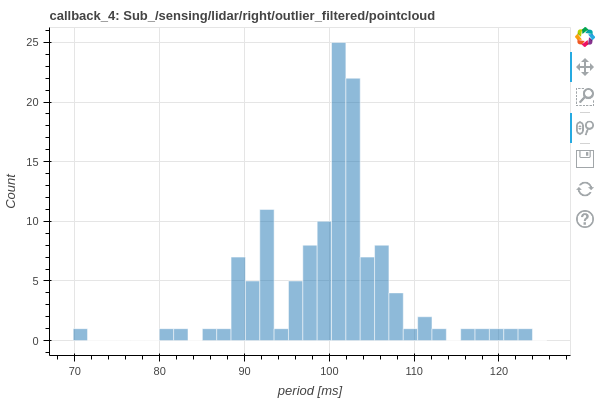 callback_4: Sub_/sensing/lidar/right/outlier_filtered/pointcloud
25
20
15
10
5
0
Count
70 80 90 100 110 120
period [ms]